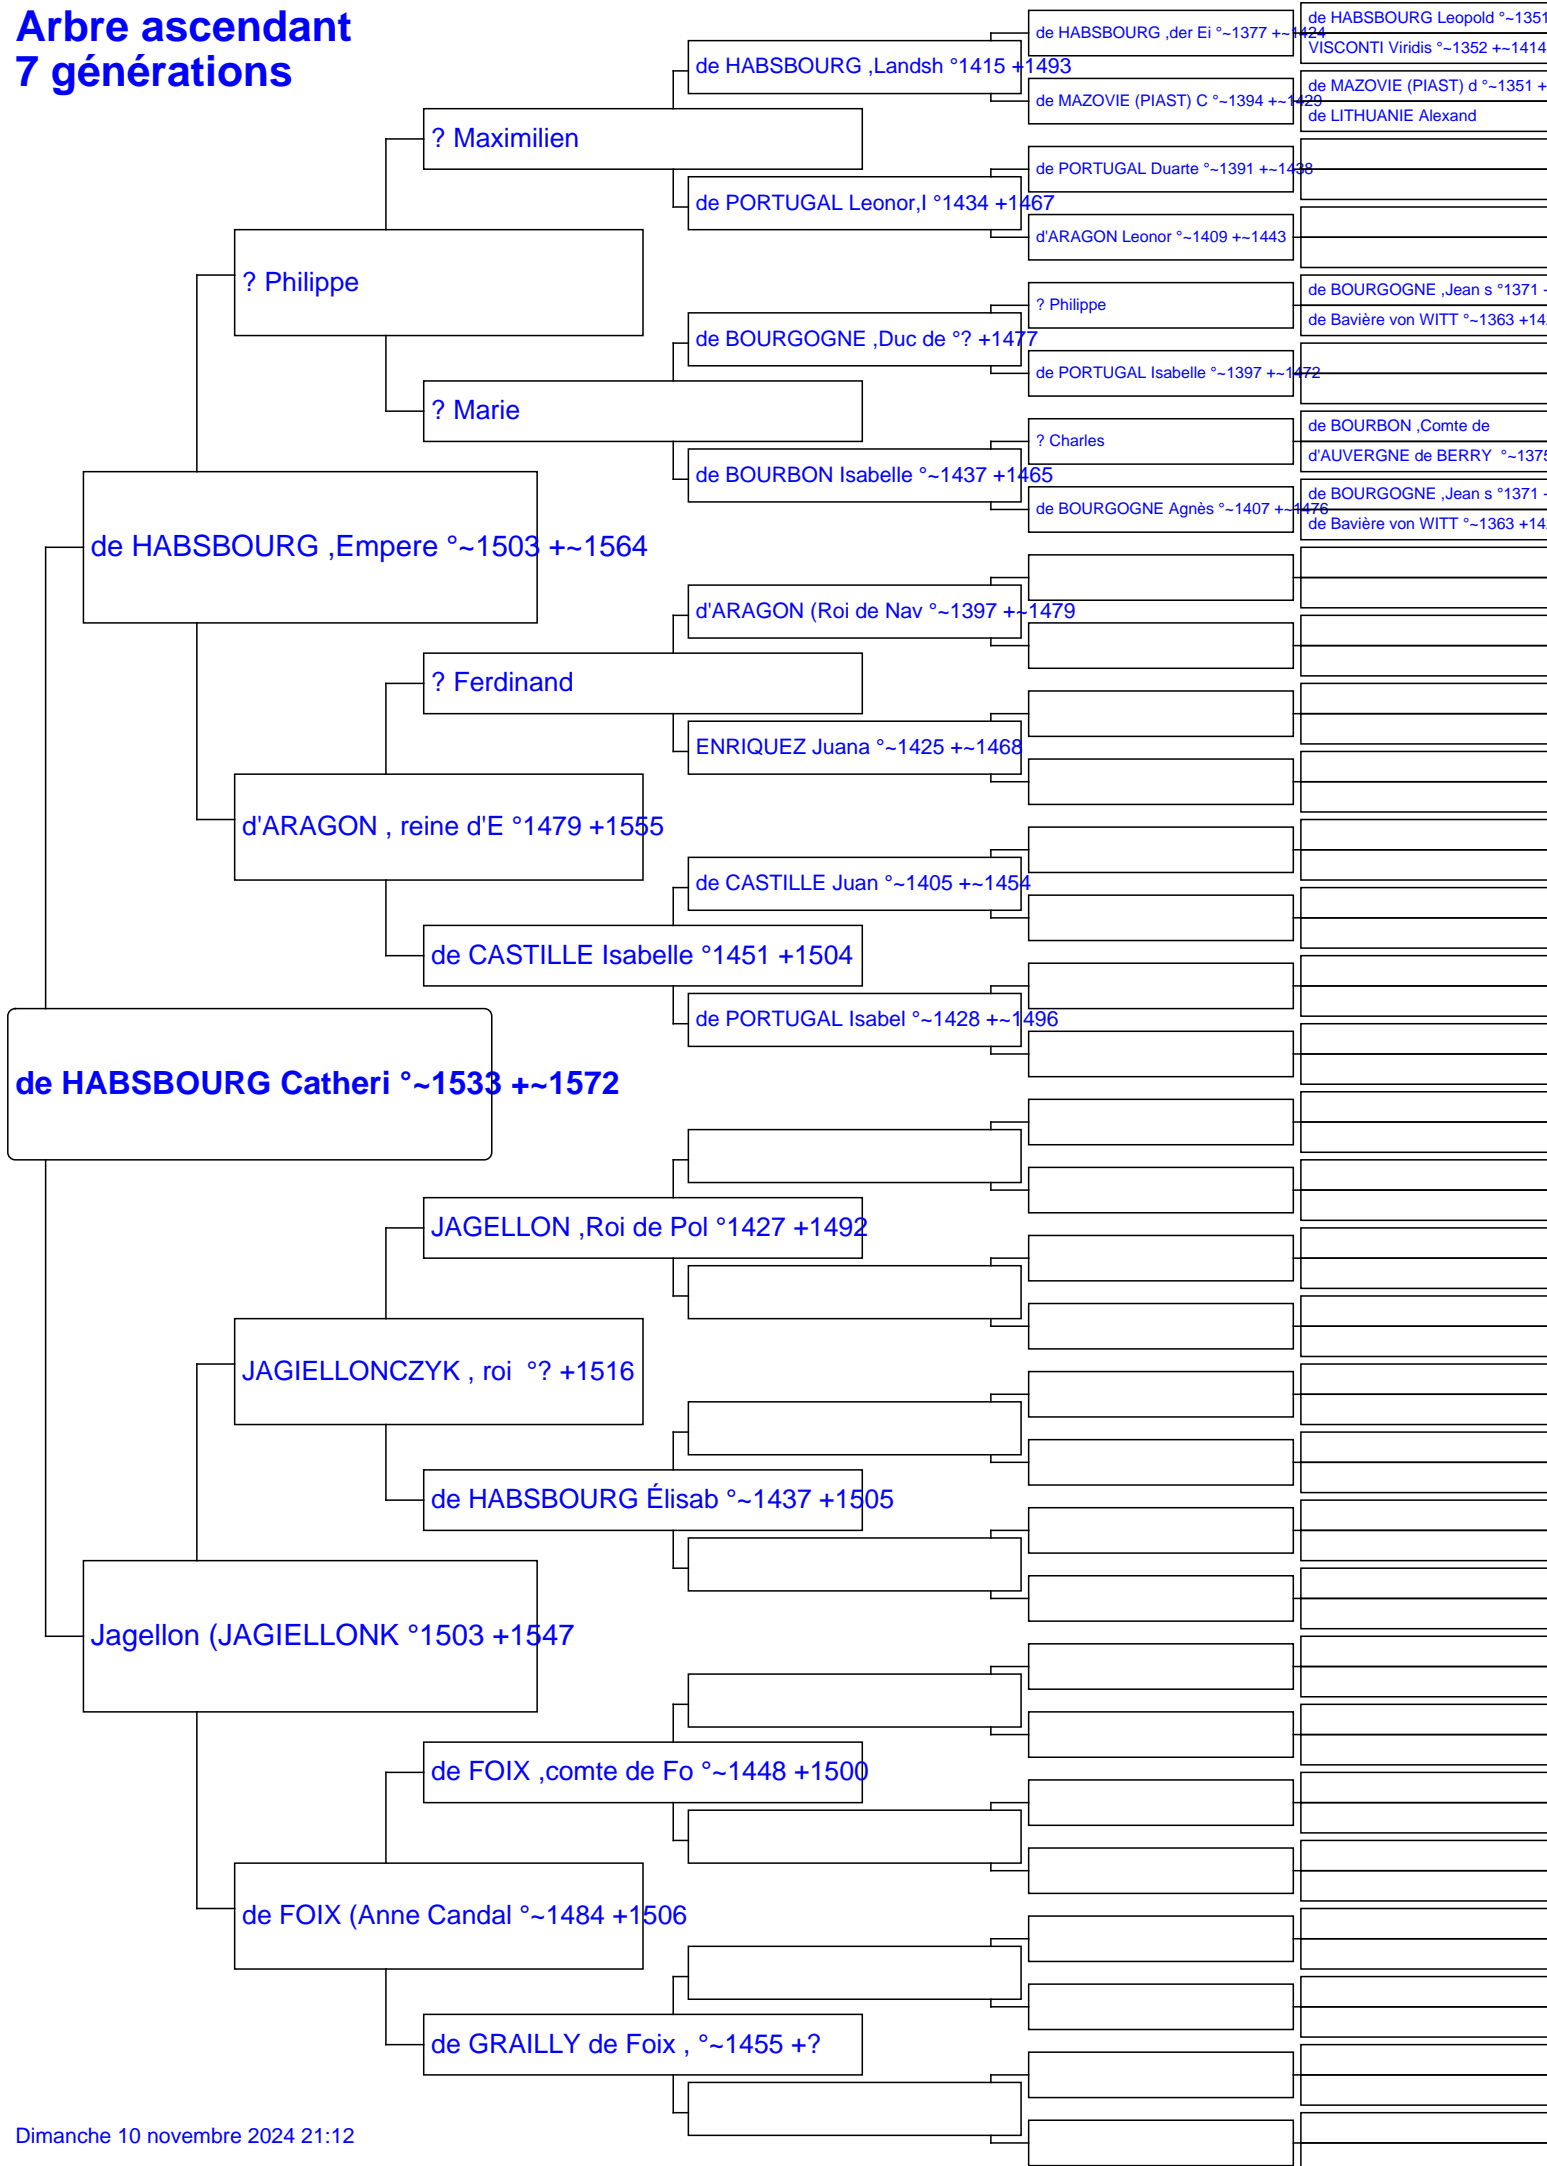 Arbre ascendant
7 générations
de HABSBOURG ,der Ei °~1377 +~1424
de HABSBOURG Leopold °~1351
VISCONTI Viridis °~1352 +~1414
de HABSBOURG ,Landsh °1415 +1493
de MAZOVIE (PIAST) C °~1394 +~1429
de MAZOVIE (PIAST) d °~1351 +
de LITHUANIE Alexand
? Maximilien
de PORTUGAL Duarte °~1391 +~1438
de PORTUGAL Leonor,I °1434 +1467
d'ARAGON Leonor °~1409 +~1443
? Philippe
? Philippe
de BOURGOGNE ,Jean s °1371 +
de Bavière von WITT °~1363 +14
de BOURGOGNE ,Duc de °? +1477
de PORTUGAL Isabelle °~1397 +~1472
? Marie
? Charles
de BOURBON ,Comte de
d'AUVERGNE de BERRY °~1375
de BOURBON Isabelle °~1437 +1465
de BOURGOGNE Agnès °~1407 +~1476
de BOURGOGNE ,Jean s °1371 +
de Bavière von WITT °~1363 +14
de HABSBOURG ,Empere °~1503 +~1564
d'ARAGON (Roi de Nav °~1397 +~1479
? Ferdinand
ENRIQUEZ Juana °~1425 +~1468
d'ARAGON , reine d'E °1479 +1555
de CASTILLE Juan °~1405 +~1454
de CASTILLE Isabelle °1451 +1504
de PORTUGAL Isabel °~1428 +~1496
de HABSBOURG Catheri °~1533 +~1572
JAGELLON ,Roi de Pol °1427 +1492
JAGIELLONCZYK , roi °? +1516
de HABSBOURG Élisab °~1437 +1505
Jagellon (JAGIELLONK °1503 +1547
de FOIX ,comte de Fo °~1448 +1500
de FOIX (Anne Candal °~1484 +1506
de GRAILLY de Foix , °~1455 +?
Dimanche 10 novembre 2024 21:12